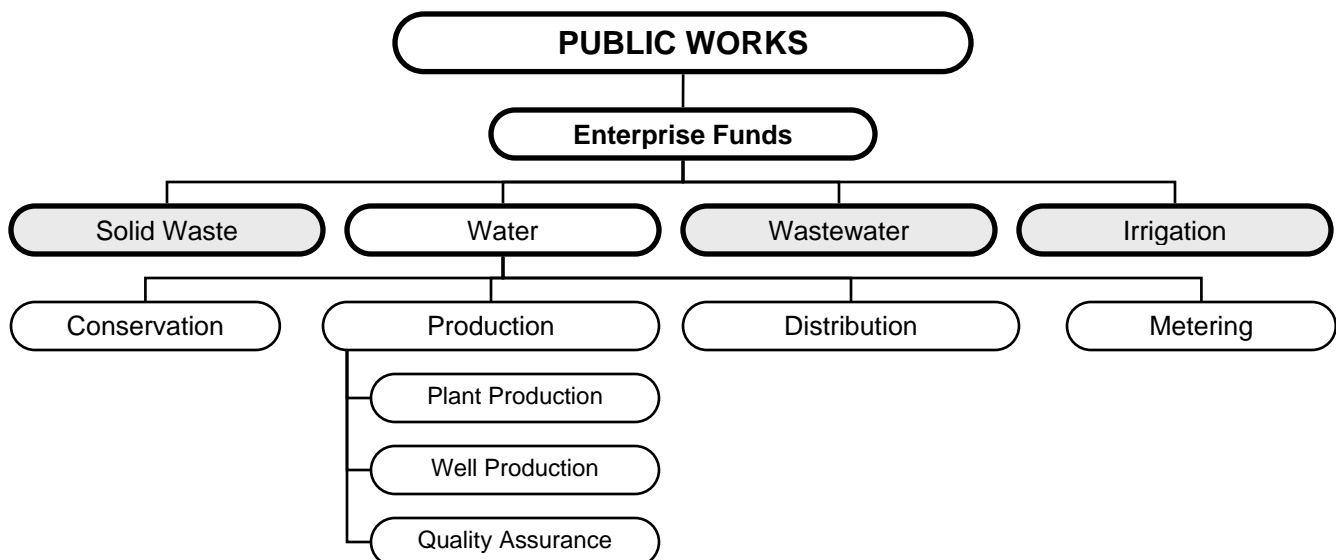 PUBLIC WORKS
Enterprise Funds
Solid Waste
Water
Wastewater
Irrigation
Conservation
Production
Distribution
Metering
Plant Production
Well Production
Quality Assurance